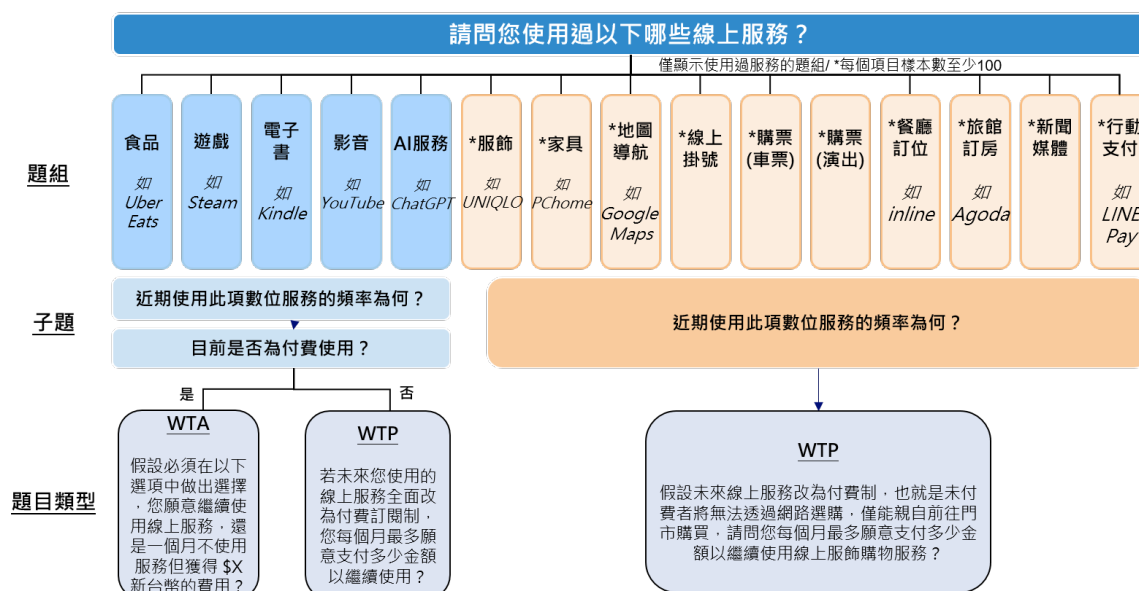 請問您使用過以下哪些線上服務？
僅顯示使用過服務的題組/ *每個項目樣本數至少100
題組
食品
如
Uber
Eats
遊戲
如
Steam
電子
書
如
Kindle
影音
如
YouTube
AI服務
如
ChatGPT
*服飾
如
UNIQLO
*家具
如
PChome
*地圖
導航
如
Google
Maps
*線上
掛號
*購票
(車票)
*購票
(演出)
*餐廳
訂位
如
inline
*旅館
訂房
如
Agoda
*新聞
媒體
*行動
支付
如
LINE
Pay
子題
近期使用此項數位服務的頻率為何？
目前是否為付費使用？
近期使用此項數位服務的頻率為何？
是
否
題目類型
WTA
假設必須在以下
選項中做出選擇
，您願意繼續使
用線上服務，還
是一個月不使用
服務但獲得 $X
新台幣的費用？
WTP
若未來您使用的
線上服務全面改
為付費訂閱制，
您每個月最多願
意支付多少金額
以繼續使用？
WTP
假設未來線上服務改為付費制，也就是未付
費者將無法透過網路選購，僅能親自前往門
市購買，請問您每個月最多願意支付多少金
額以繼續使用線上服飾購物服務？